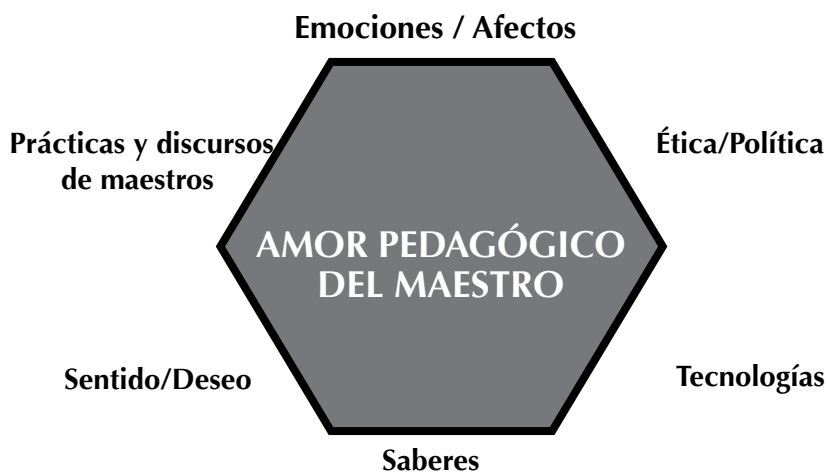 Emociones / Afectos
Prácticas y discursos
de maestros
Ética/Política
AMOR PEDAGÓGICO
DEL MAESTRO
Sentido/Deseo
Tecnologías
Saberes